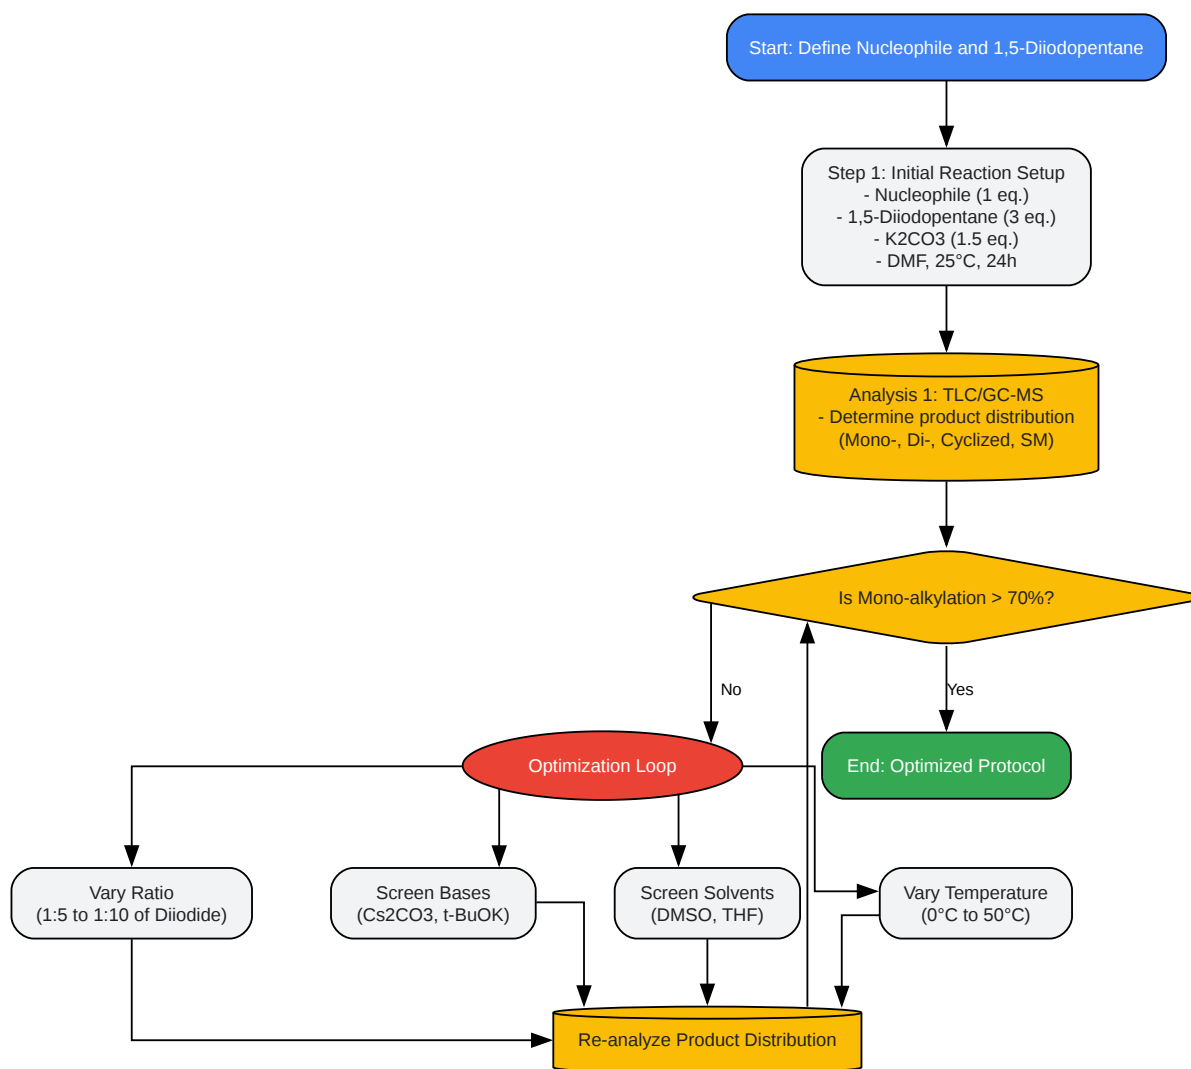 Start: Define Nucleophile and 1,5-Diiodopentane
Step 1: Initial Reaction Setup
- Nucleophile (1 eq.)
- 1,5-Diiodopentane (3 eq.)
- K2CO3 (1.5 eq.)
- DMF, 25°C, 24h
Analysis 1: TLC/GC-MS
- Determine product distribution
(Mono-, Di-, Cyclized, SM)
Is Mono-alkylation > 70%?
No
Yes
Optimization Loop
End: Optimized Protocol
Vary Ratio
(1:5 to 1:10 of Diiodide)
Screen Bases
(Cs2CO3, t-BuOK)
Screen Solvents
(DMSO, THF)
Vary Temperature
(0°C to 50°C)
Re-analyze Product Distribution